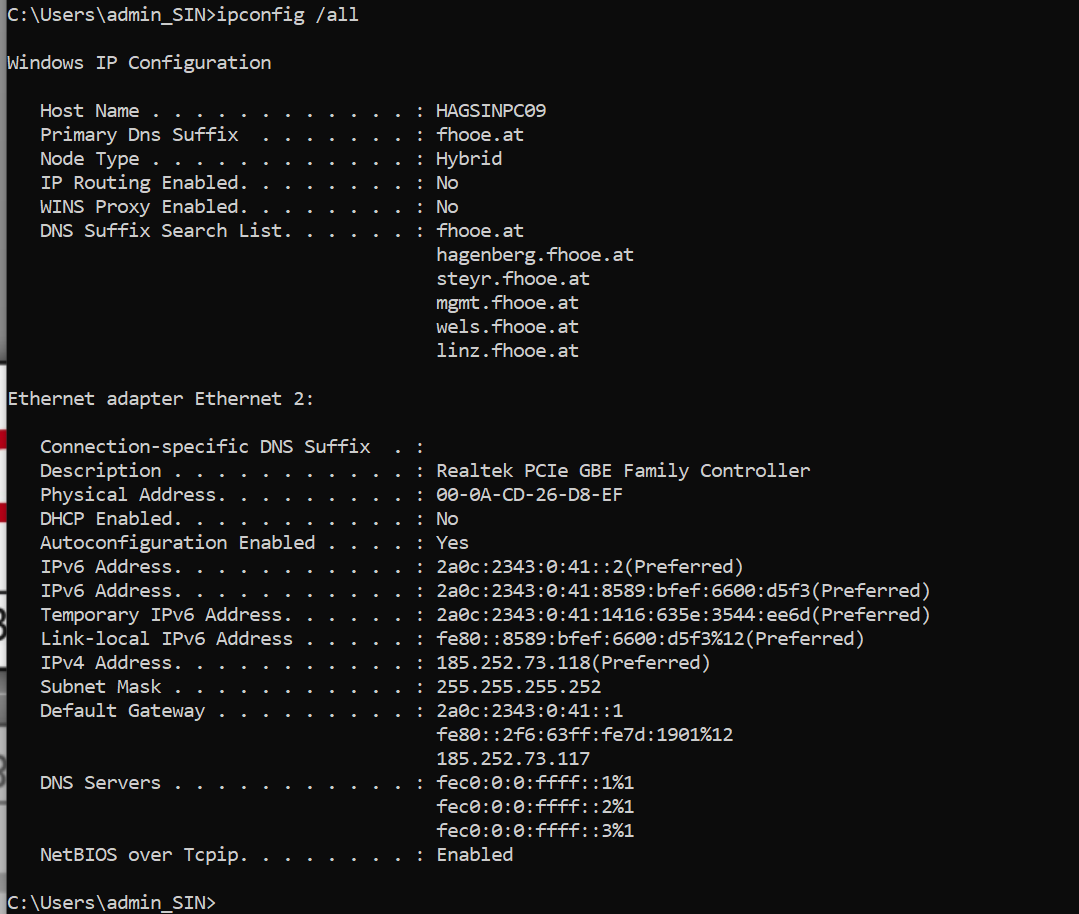 C:\Users\admin_SIN>ipconfig /all
Windows IP Configuration
Host Name . . . . . . . . . . . . : HAGSINPC09
Primary Dns Suffix  . . . . . . . : fhooe.at
Node Type . . . . . . . . . . . . : Hybrid
IP Routing Enabled. . . . . . . . : No
WINS Proxy Enabled. . . . . . . . : No
DNS Suffix Search List. . . . . . : fhooe.at
hagenberg.fhooe.at
steyr.fhooe.at
mgmt.fhooe.at
wels.fhooe.at
linz.fhooe.at
Ethernet adapter Ethernet 2:
Connection-specific DNS Suffix  . :
Description . . . . . . . . . . . : Realtek PCIe GBE Family Controller
Physical Address. . . . . . . . . : 00-0A-CD-26-D8-EF
DHCP Enabled. . . . . . . . . . . : No
Autoconfiguration Enabled . . . . : Yes
IPv6 Address. . . . . . . . . . . : 2a0c:2343:0:41::2(Preferred)
IPv6 Address. . . . . . . . . . . : 2a0c:2343:0:41:8589:bfef:6600:d5f3(Preferred)
Temporary IPv6 Address. . . . . . : 2a0c:2343:0:41:1416:635e:3544:ee6d(Preferred)
Link-local IPv6 Address . . . . . : fe80::8589:bfef:6600:d5f3%12(Preferred)
IPv4 Address. . . . . . . . . . . : 185.252.73.118(Preferred)
Subnet Mask . . . . . . . . . . . : 255.255.255.252
Default Gateway . . . . . . . . . : 2a0c:2343:0:41::1
fe80::2f6:63ff:fe7d:1901%12
185.252.73.117
DNS Servers . . . . . . . . . . . : fec0:0:0:ffff::1%1
fec0:0:0:ffff::2%1
fec0:0:0:ffff::3%1
NetBIOS over Tcpip. . . . . . . . : Enabled
C:\Users\admin_SIN>